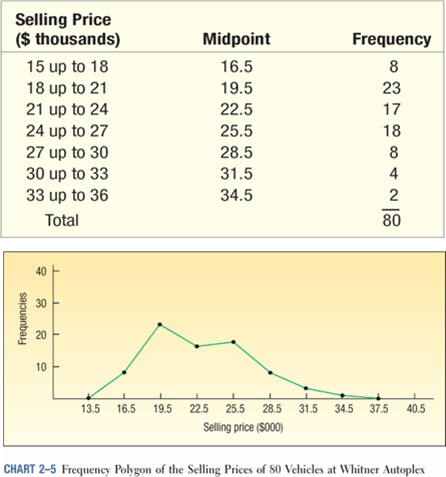 Selling Price
($ thousands) Midpoint Frequency
15 up to 18 16.5 8
18 up to 21 19.5 23
21 up to 24 22.5 17
24 up to 27 25.5 18
27 up to 30 28.5 8
30 up to 33 31.5 4
33 up to 36 34.5 2
Total 80
Frequencies
40
30
20
10
13.5 16.5 19.5 22.5 25.5 28.5 31.5 34.5 37.5 40.5
Selling price ($000)
CHART 2–5 Frequency Polygon of the Selling Prices of 80 Vehicles at Whitner Autoplex